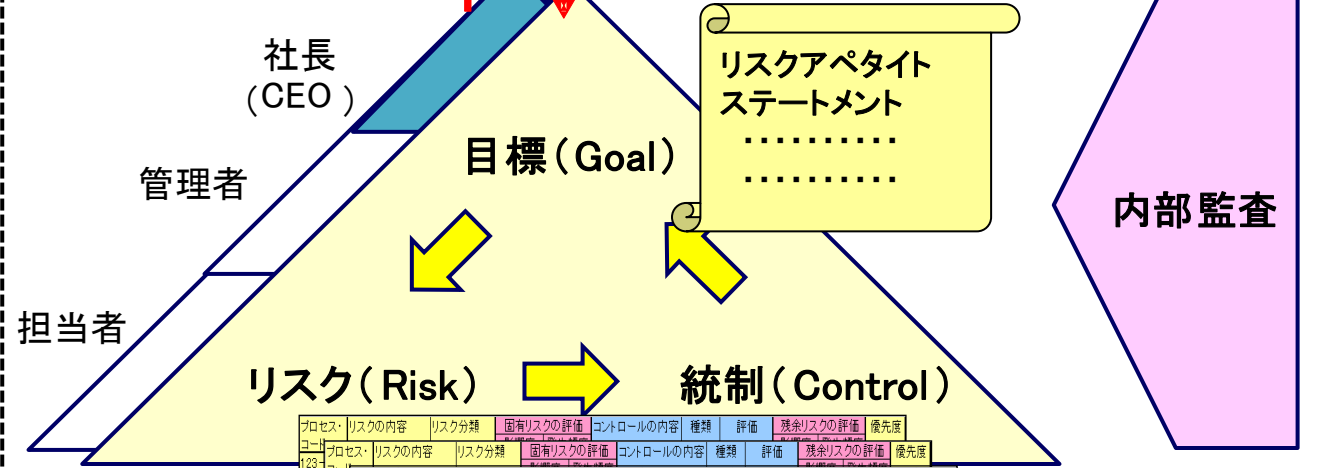 社長
(CEO )
リスクアペタイト
ステートメント
・・・・・・・・・・
・・・・・・・・・・
目標(Goal)
管理者
内部監査
担当者
リスク(Risk)
統制(Control)
プロセス・ リスクの内容 リスク分類 固有リスクの評価 コントロールの内容 種類 評価 残余リスクの評価 優先度
コード
プロセス・ リスクの内容 リスク分類 固有リスクの評価 コントロールの内容 種類 評価 残余リスクの評価 優先度